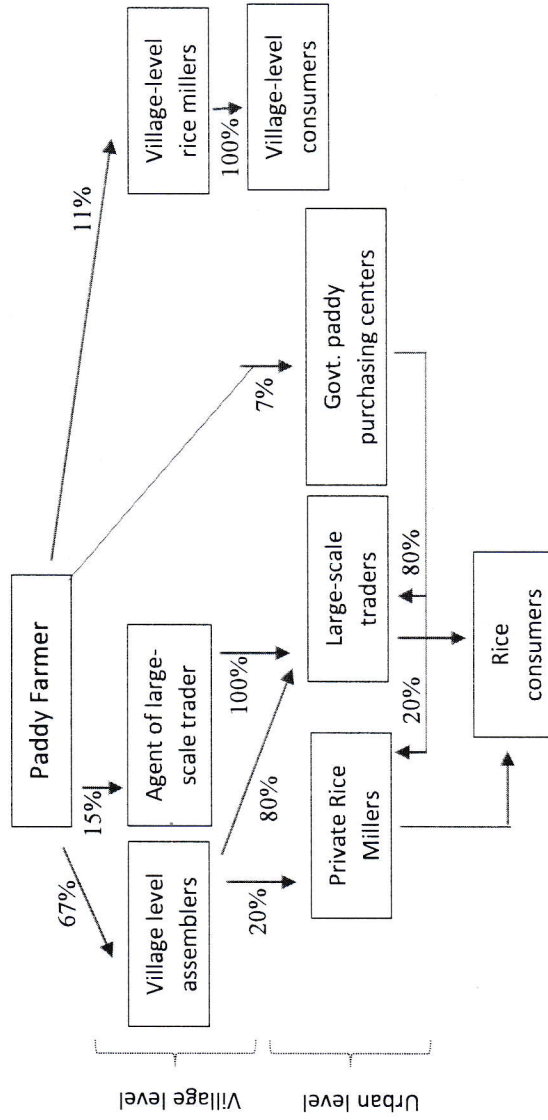 Paddy Farmer
67%
15%
7%
11%
Village level
Village level
assemblers
Agent of large-
scale trader
Village-level
rice millers
20%
80%
100%
100%
Village-level
consumers
Urban level
Private Rice
Millers
Large-scale
traders
Govt. paddy
purchasing centers
20%
80%
Rice
consumers